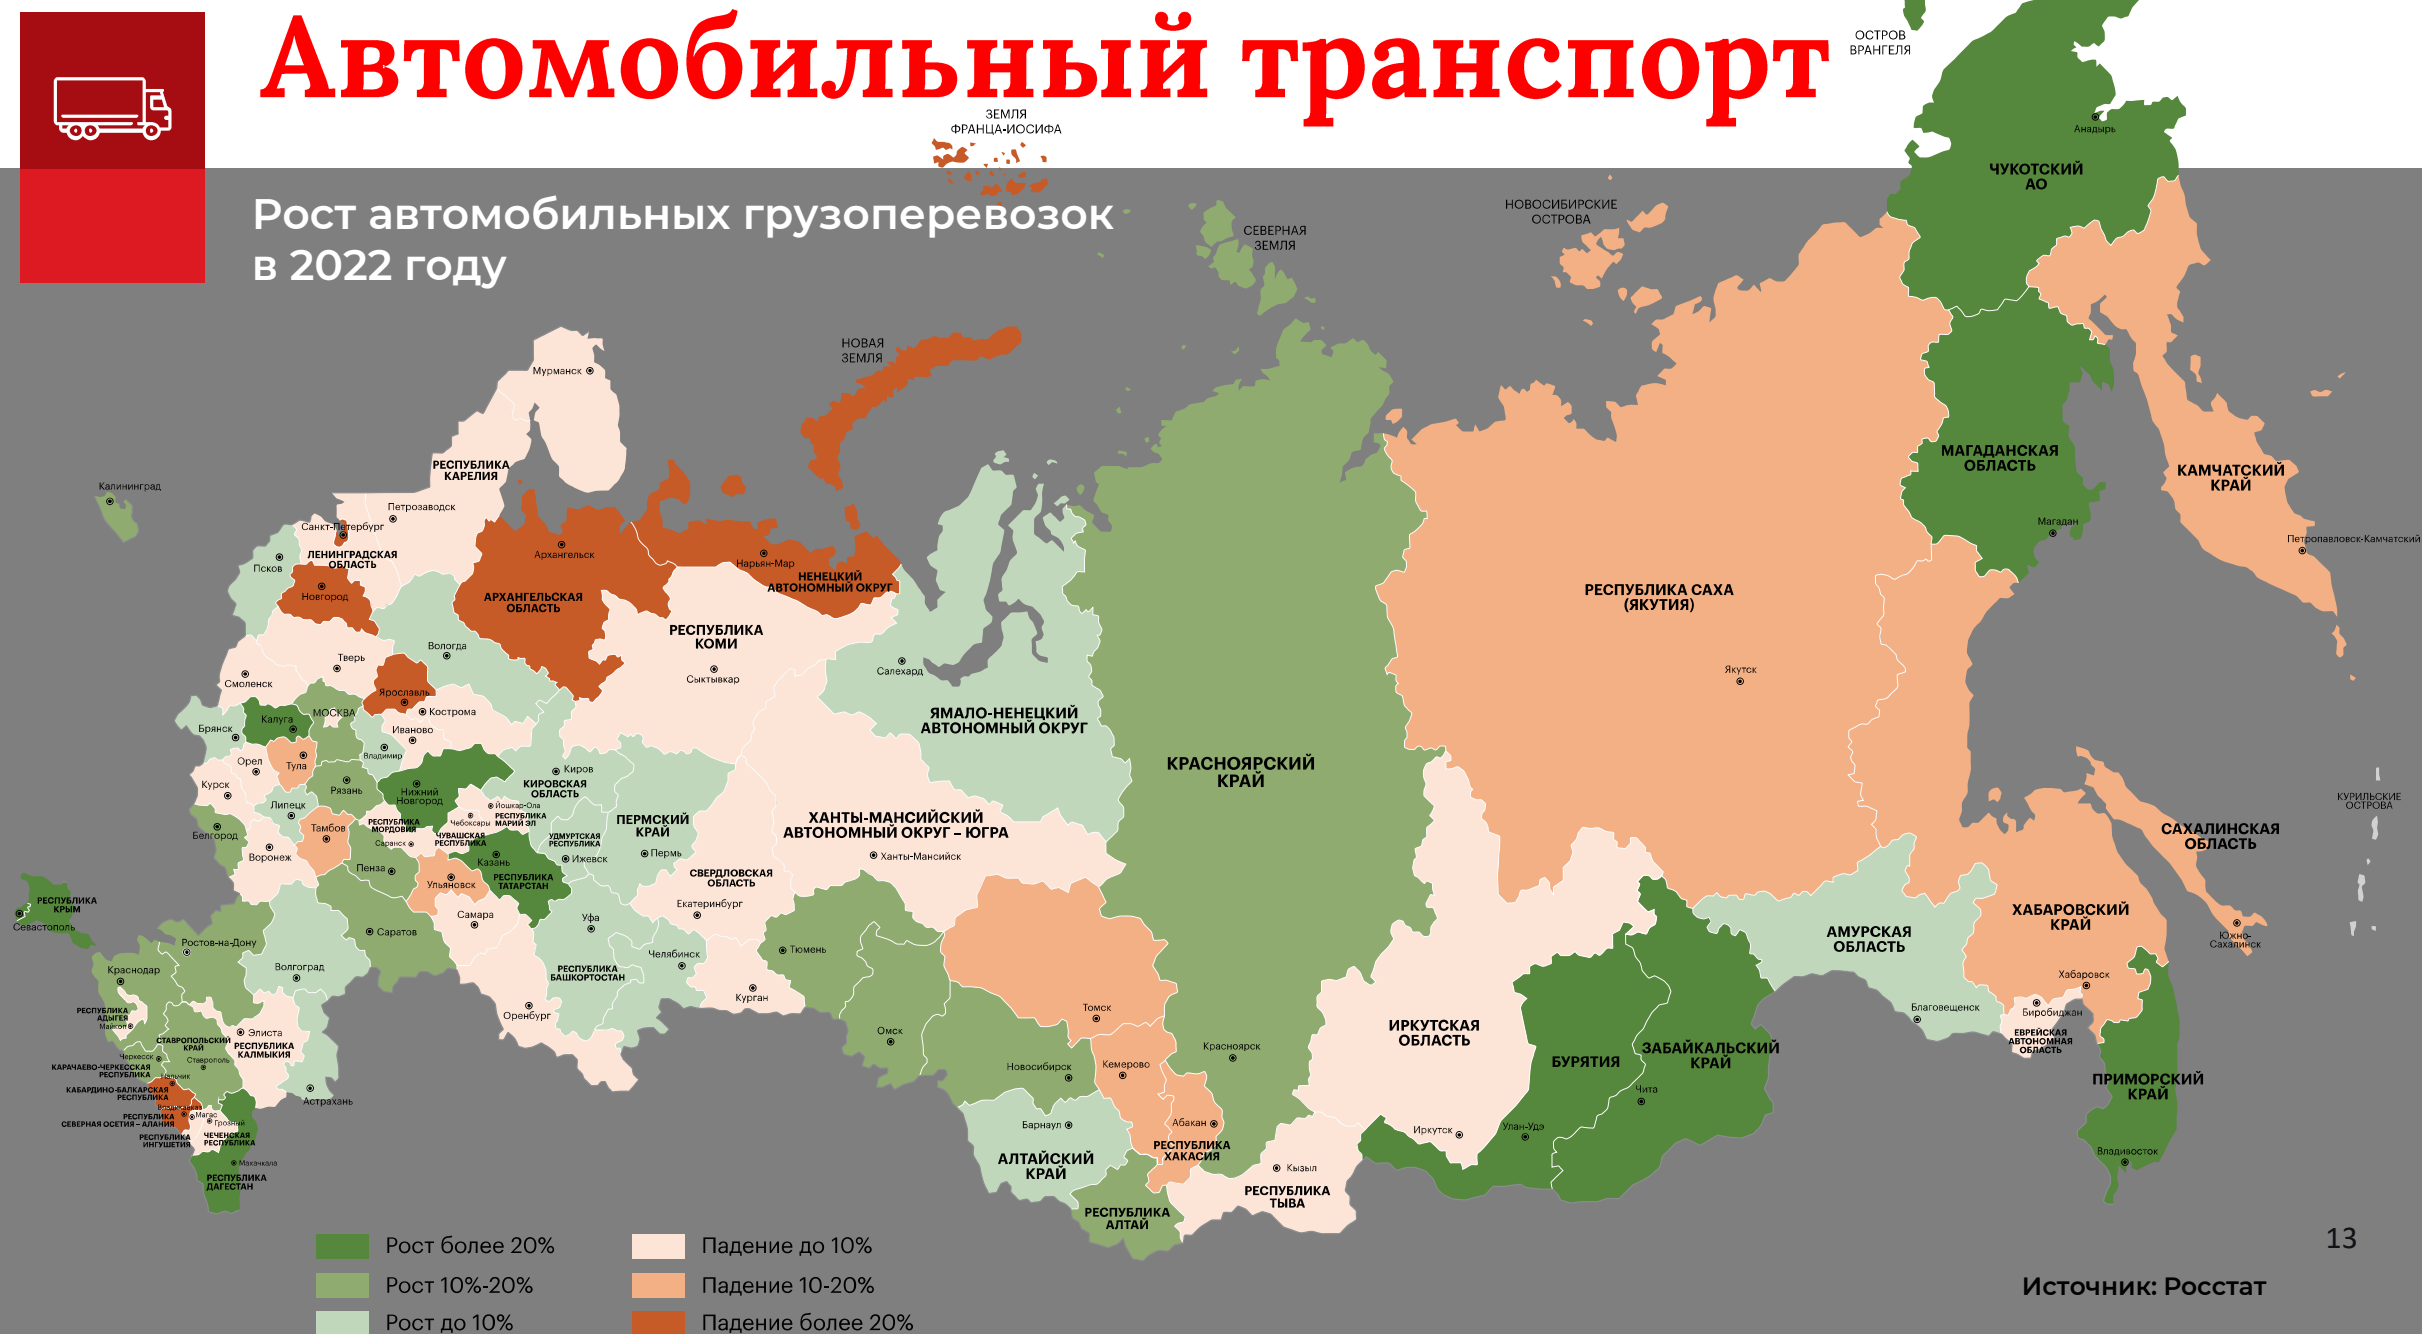 Автомобильный транспорт
Рост автомобильных грузоперевозок
в 2022 году
ОСТРОВ
ВРАНГЕЛЯ
ЗЕМЛЯ
ФРАНЦА-ИОСИФА
Анадырь
ЧУКОТСКИЙ
АО
НОВОСИБИРСКИЕ
ОСТРОВА
СЕВЕРНАЯ
ЗЕМЛЯ
НОВАЯ
ЗЕМЛЯ
Мурманск
РЕСПУБЛИКА
КАРЕЛИЯ
Калининград
Петрозаводск
Санкт-Петербург
ЛЕНИНГРАДСКАЯ
ОБЛАСТЬ
Псков
Новгород
Архангельск
АРХАНГЕЛЬСКАЯ
ОБЛАСТЬ
Нарьян-Мар
НЕНЕЦКИЙ
АВТОНОМНЫЙ ОКРУГ
РЕСПУБЛИКА
КОМИ
Сыктывкар
Вологда
Тверь
Смоленск
Ярославль
Кострома
МОСКВА
Калуга
Брянск
Иваново
Владимир
Орел
Тула
Курск
Рязань
Нижний
Новгород
Липецк
Белгород
Тамбов
Воронеж
РЕСПУБЛИКА
МОРДОВИЯ
Саранск
Чебоксары
ЧУВАШСКАЯ
РЕСПУБЛИКА
Йошкар-Ола
РЕСПУБЛИКА
МАРИЙ ЭЛ
Киров
КИРОВСКАЯ
ОБЛАСТЬ
УДМУРТСКАЯ
РЕСПУБЛИКА
Ижевск
ПЕРМСКИЙ
КРАЙ
Пермь
Казань
РЕСПУБЛИКА
ТАТАРСТАН
Пенза
Ульяновск
Самара
Саратов
Уфа
РЕСПУБЛИКА
БАШКОРТОСТАН
Челябинск
СВЕРДЛОВСКАЯ
ОБЛАСТЬ
Екатеринбург
Курган
Оренбург
РЕСПУБЛИКА
КРЫМ
Севастополь
Ростов-на-Дону
Волгоград
Краснодар
РЕСПУБЛИКА
АДЫГЕЯ
Майкоп
Элиста
РЕСПУБЛИКА
КАЛМЫКИЯ
СТАВРОПОЛЬСКИЙ
КРАЙ
Ставрополь
Черкесск
КАРАЧАЕВО-ЧЕРКЕССКАЯ
РЕСПУБЛИКА
Нальчик
КАБАРДИНО-БАЛКАРСКАЯ
РЕСПУБЛИКА
Владикавказ
РЕСПУБЛИКА
СЕВЕРНАЯ ОСЕТИЯ – АЛАНИЯ
Магас
РЕСПУБЛИКА
ИНГУШЕТИЯ
Грозный
ЧЕЧЕНСКАЯ
РЕСПУБЛИКА
Махачкала
РЕСПУБЛИКА
ДАГЕСТАН
Астрахань
Салехард
ЯМАЛО-НЕНЕЦКИЙ
АВТОНОМНЫЙ ОКРУГ
ХАНТЫ-МАНСИЙСКИЙ
АВТОНОМНЫЙ ОКРУГ – ЮГРА
Ханты-Мансийск
Тюмень
Омск
Томск
Новосибирск
Кемерово
Барнаул
АЛТАЙСКИЙ
КРАЙ
РЕСПУБЛИКА
АЛТАЙ
Абакан
РЕСПУБЛИКА
ХАКАСИЯ
КРАСНОЯРСКИЙ
КРАЙ
Красноярск
Кызыл
РЕСПУБЛИКА
ТЫВА
ИРКУТСКАЯ
ОБЛАСТЬ
Иркутск
БУРЯТИЯ
Улан-Удэ
ЗАБАЙКАЛЬСКИЙ
КРАЙ
Чита
РЕСПУБЛИКА САХА
(ЯКУТИЯ)
Якутск
МАГАДАНСКАЯ
ОБЛАСТЬ
Магадан
КАМЧАТСКИЙ
КРАЙ
Петропавловск-Камчатский
КУРИЛЬСКИЕ
ОСТРОВА
САХАЛИНСКАЯ
ОБЛАСТЬ
Южно-
Сахалинск
АМУРСКАЯ
ОБЛАСТЬ
Благовещенск
ХАБАРОВСКИЙ
КРАЙ
Хабаровск
Биробиджан
ЕВРЕЙСКАЯ
АВТОНОМНАЯ
ОБЛАСТЬ
ПРИМОРСКИЙ
КРАЙ
Владивосток
Рост более 20%
Рост 10%-20%
Рост до 10%
Падение до 10%
Падение 10-20%
Падение более 20%
13
Источник: Росстат